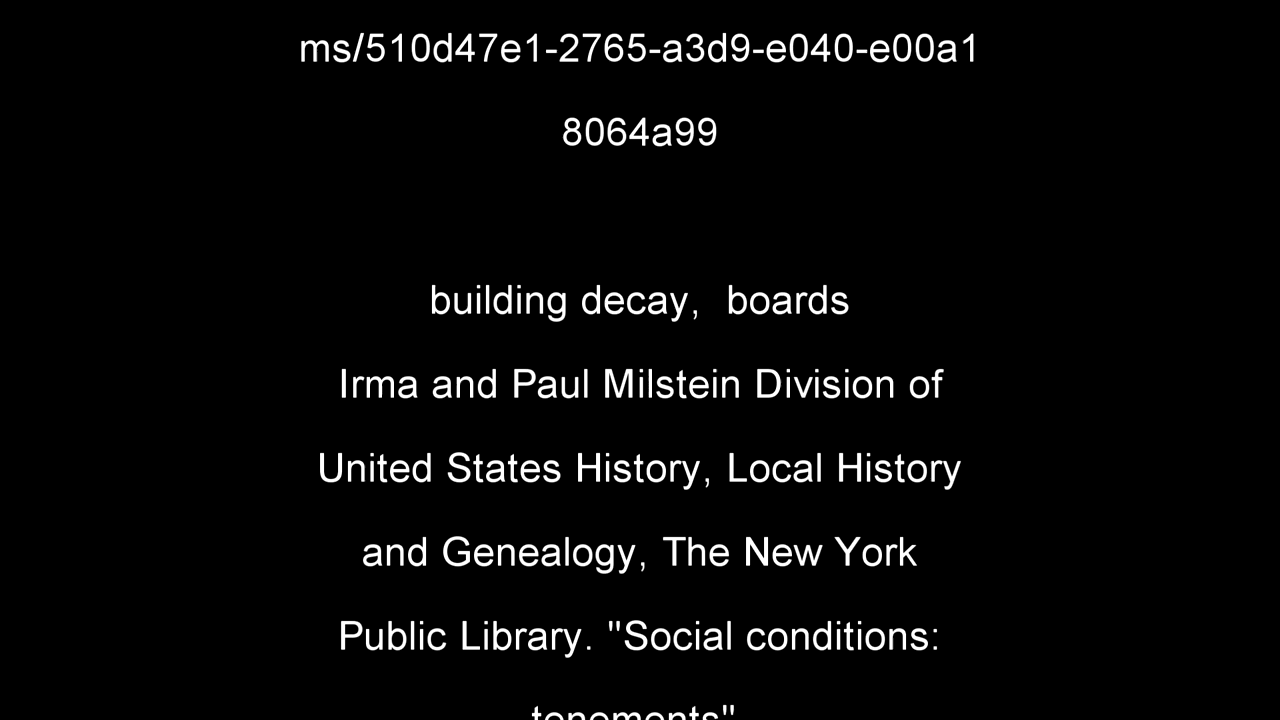 ms/510d47e1-2765-a3d9-e040-e00a1
8064a99
building decay,  boards
Irma and Paul Milstein Division of
United States History, Local History
and Genealogy, The New York
Public Library. "Social conditions:
tenements"